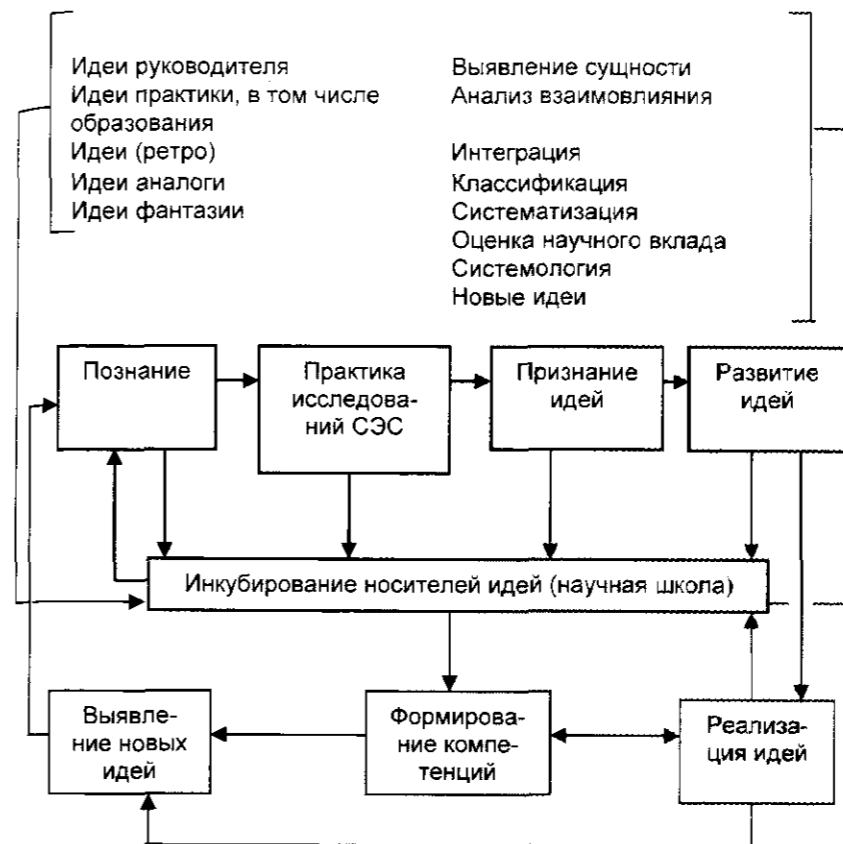 Идеи руководителя
Идеи практики, в том числе
образования
Идеи (ретро)
Идеи аналоги
Идеи фантазии
Выявление сущности
Анализ взаимовлияния
Интеграция
Классификация
Систематизация
Оценка научного вклада
Системология
Новые идеи
Познание
Практика
исследова-
ний СЭС
Признание
идей
Развитие
идей
Инкубирование носителей идей (научная школа)
Выявле-
ние новых
идей
Формирова-
ние компе-
тенций
Реализа-
ция идей